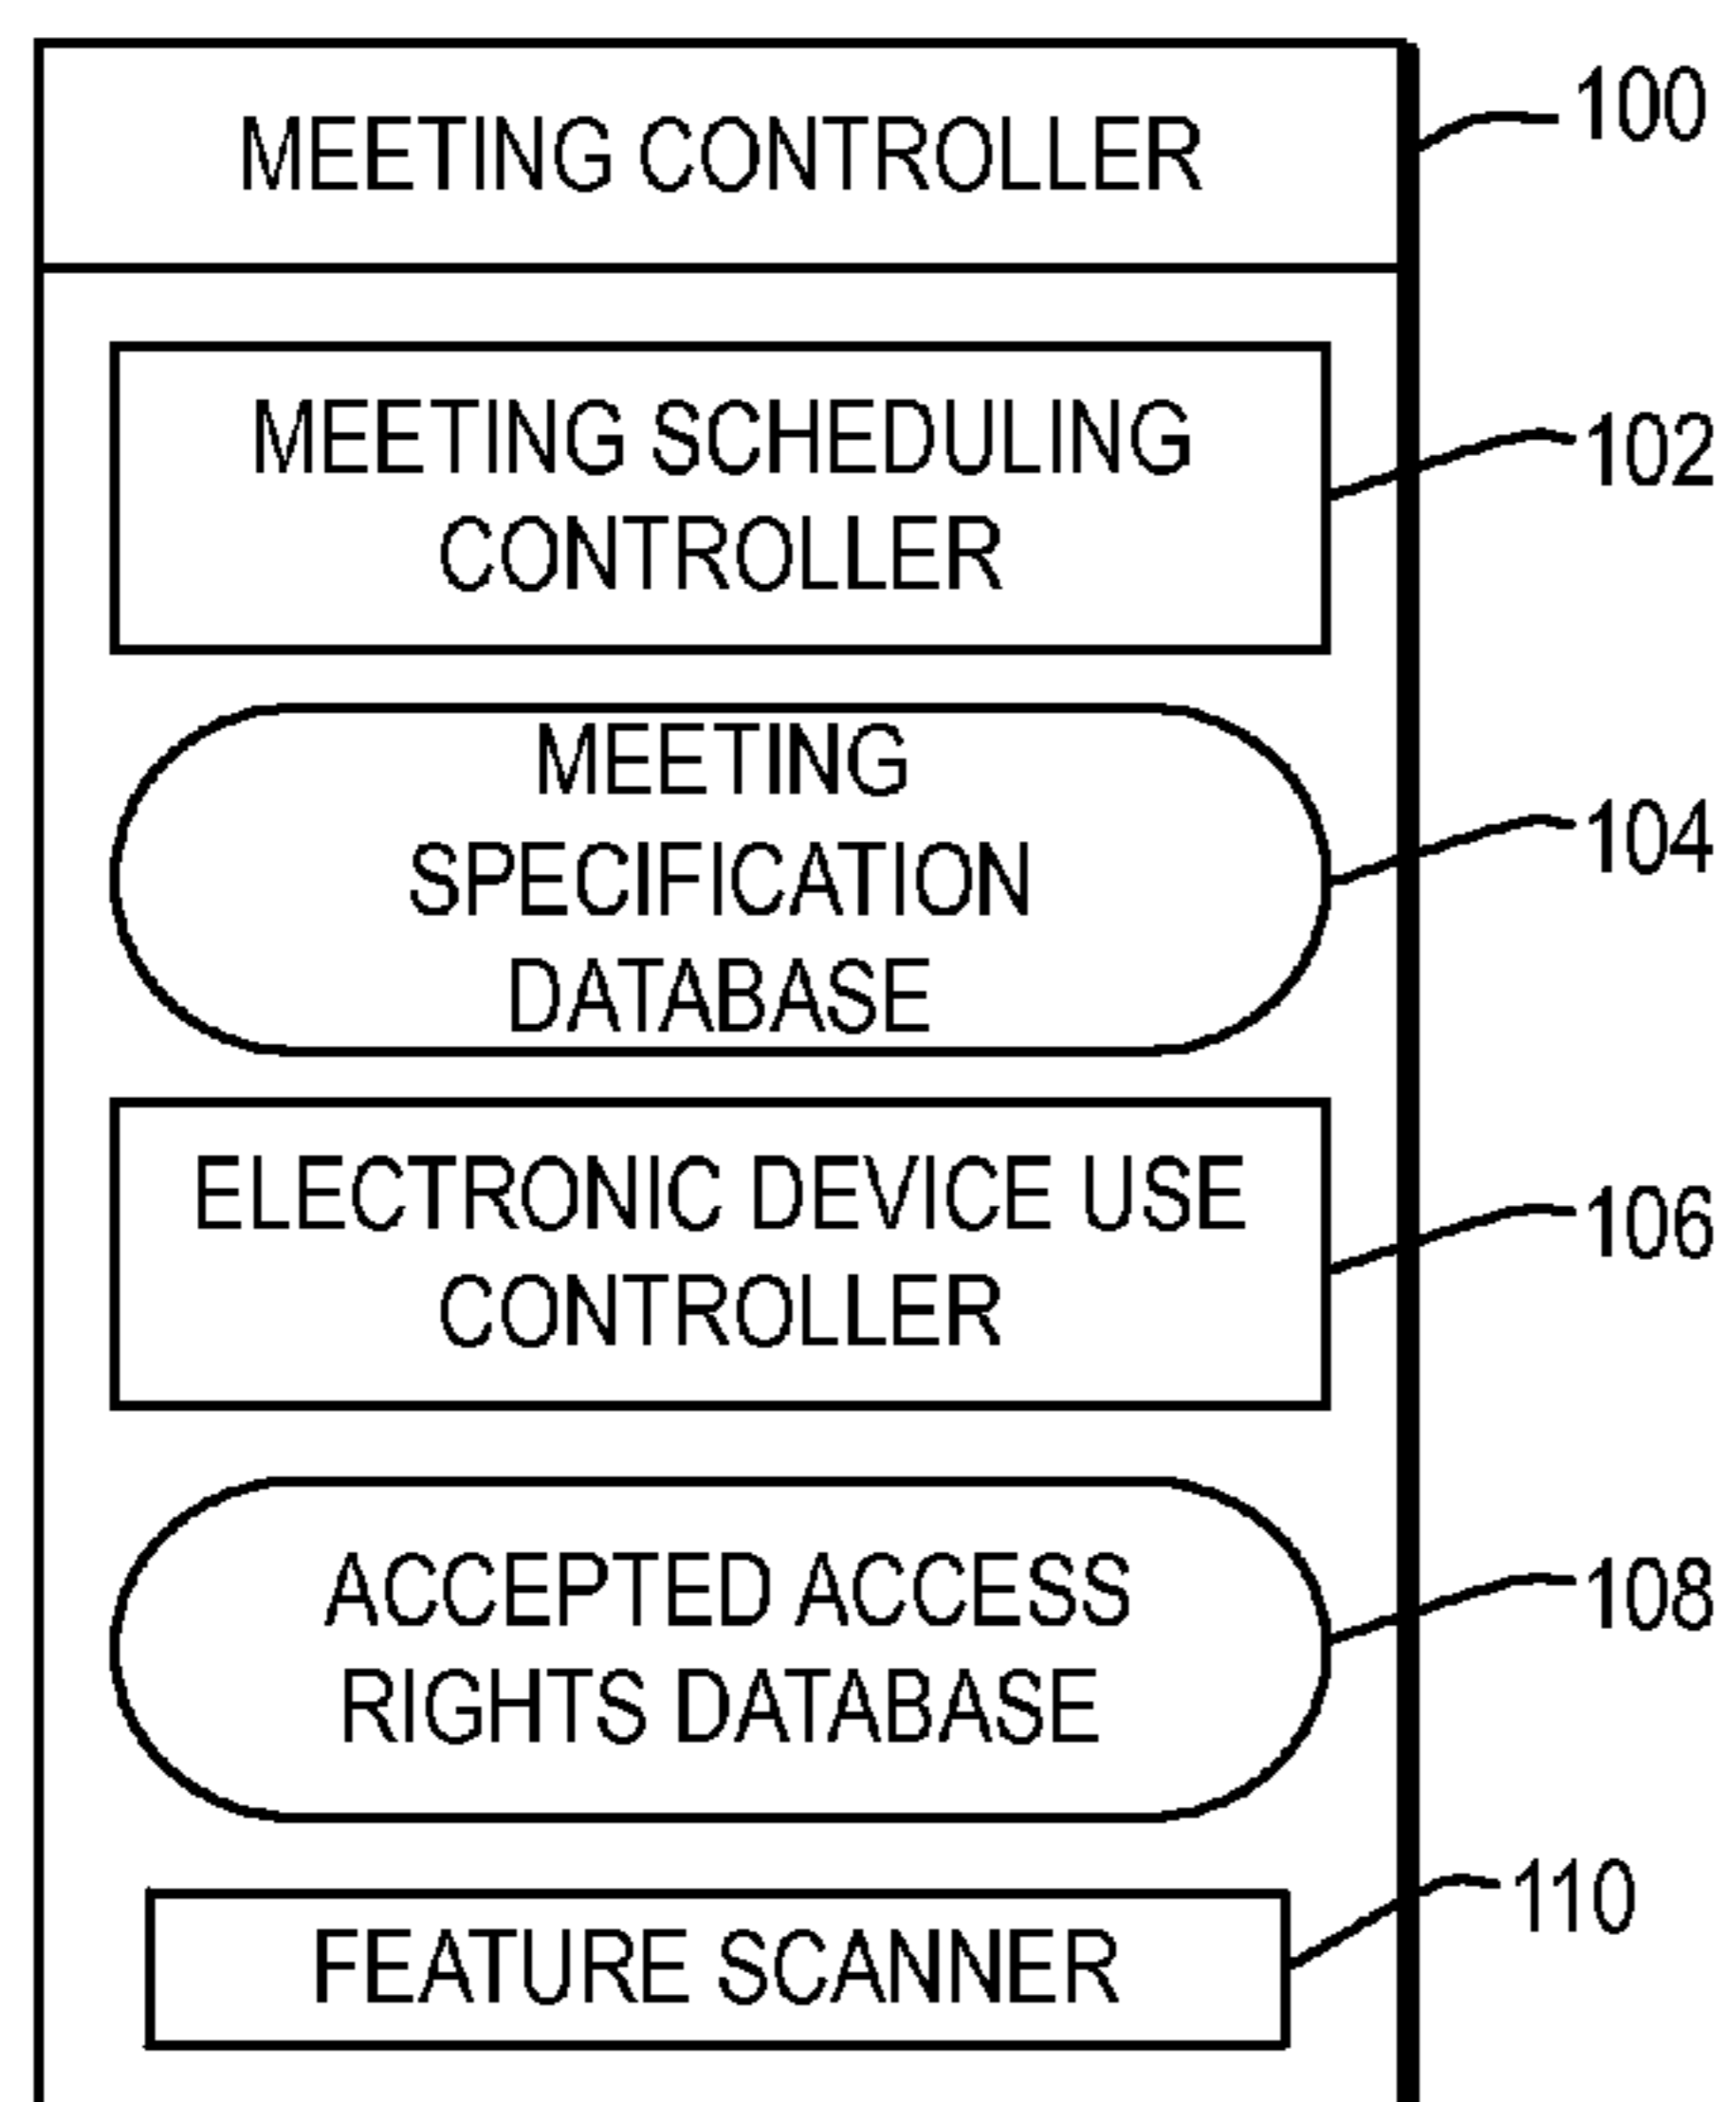 MEETING CONTROLLER
100
MEETING SCHEDULING
CONTROLLER
102
MEETING
SPECIFICATION
DATABASE
104
ELECTRONIC DEVICE USE
CONTROLLER
106
ACCEPTED ACCESS
RIGHTS DATABASE
108
FEATURE SCANNER
110